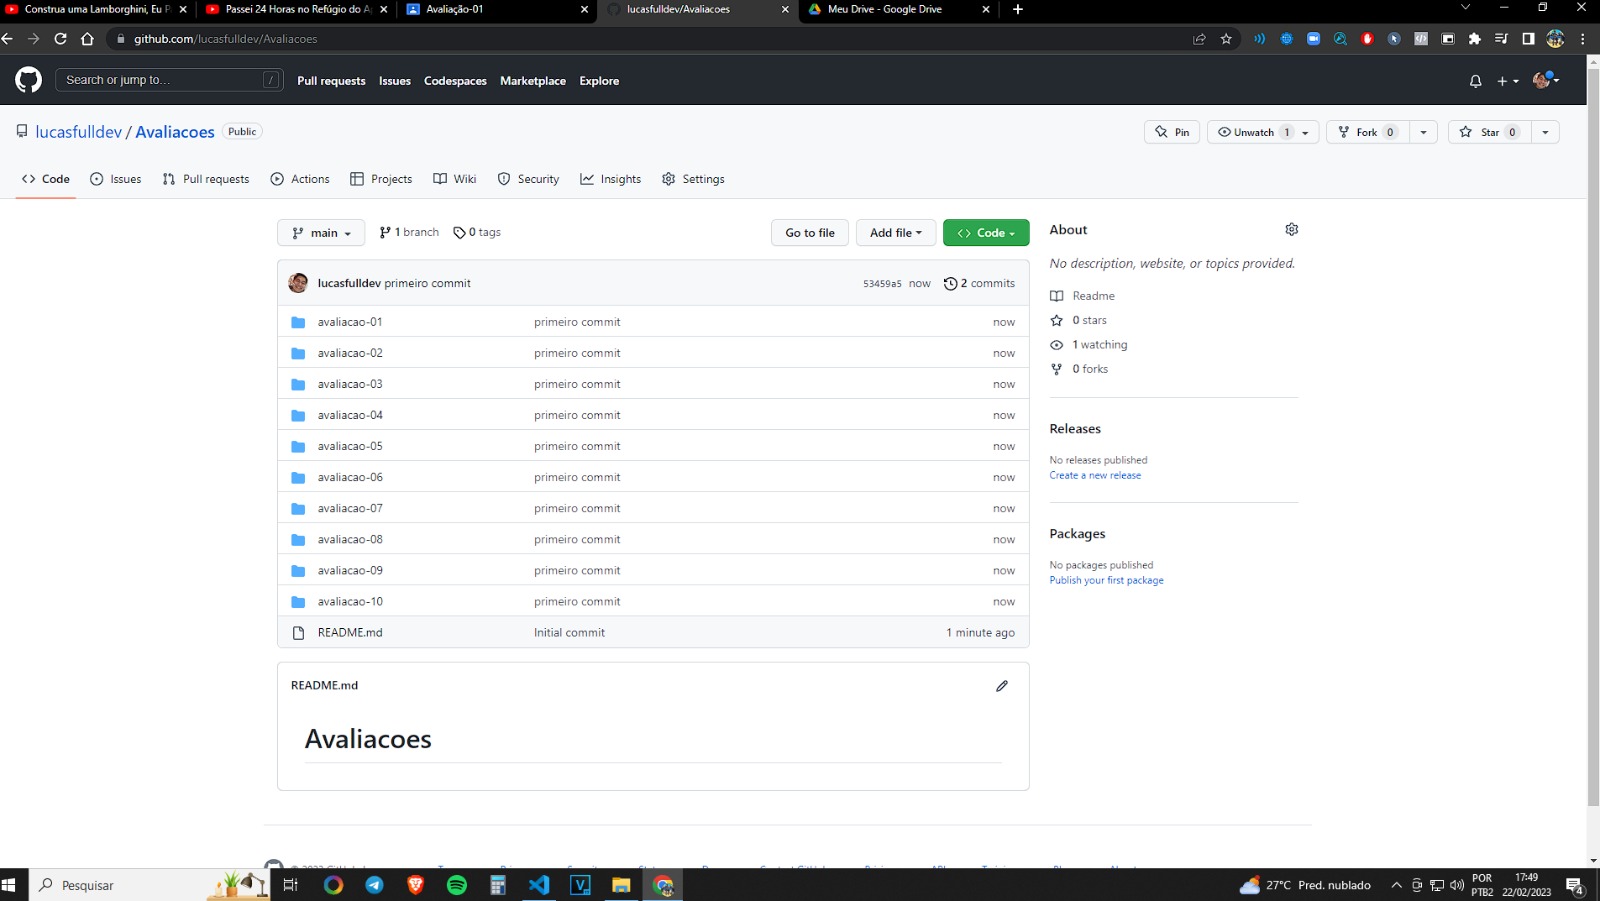 Construa uma Lamborghini, Eu P
Passei 24 Horas no Refúgio do A
Avaliação-01
lucasfulldev/Avaliacoes
Meu Drive - Google Drive
github.com/lucasfulldev/Avaliacoes
Search or jump to... /
Pull requests Issues Codespaces Marketplace Explore
lucasfulldev / Avaliacoes Public
Pin Unwatch 1 Fork 0 Star 0
Code Issues Pull requests Actions Projects Wiki Security Insights Settings
main 1 branch 0 tags Go to file Add file Code
lucasfulldev primeiro commit 53459a5 now 2 commits
avaliacao-01 primeiro commit now
avaliacao-02 primeiro commit now
avaliacao-03 primeiro commit now
avaliacao-04 primeiro commit now
avaliacao-05 primeiro commit now
avaliacao-06 primeiro commit now
avaliacao-07 primeiro commit now
avaliacao-08 primeiro commit now
avaliacao-09 primeiro commit now
avaliacao-10 primeiro commit now
README.md Initial commit 1 minute ago
README.md
Avaliacoes
About
No description, website, or topics provided.
Readme
0 stars
1 watching
0 forks
Releases
No releases published
Create a new release
Packages
No packages published
Publish your first package
Pesquisar
27°C Pred. nublado
POR
PTB2
17:49
22/02/2023
4